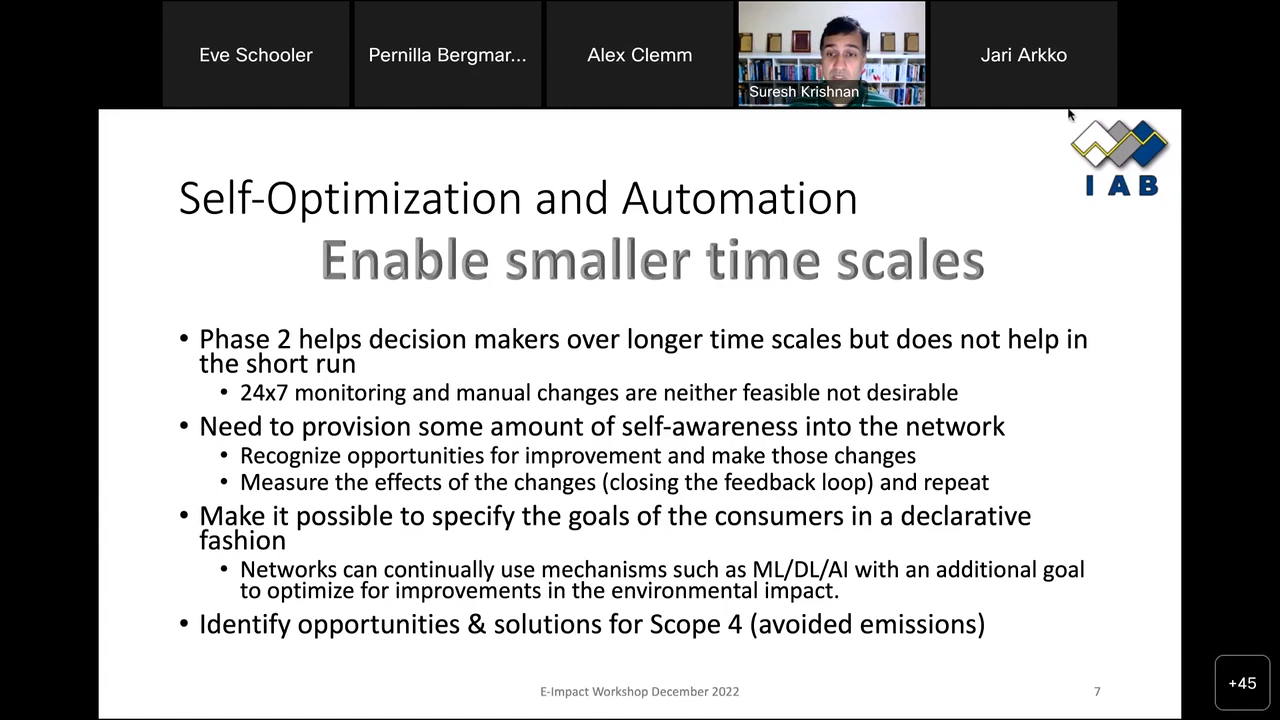 Eve Schooler
Pernilla Bergmar...
Alex Clemm
Suresh Krishnan
Jari Arkko
IAB
Self-Optimization and Automation
Enable smaller time scales
• Phase 2 helps decision makers over longer time scales but does not help in
the short run
• 24x7 monitoring and manual changes are neither feasible not desirable
• Need to provision some amount of self-awareness into the network
• Recognize opportunities for improvement and make those changes
• Measure the effects of the changes (closing the feedback loop) and repeat
• Make it possible to specify the goals of the consumers in a declarative
fashion
• Networks can continually use mechanisms such as ML/DL/AI with an additional goal
to optimize for improvements in the environmental impact.
• Identify opportunities & solutions for Scope 4 (avoided emissions)
E-Impact Workshop December 2022
7
+45